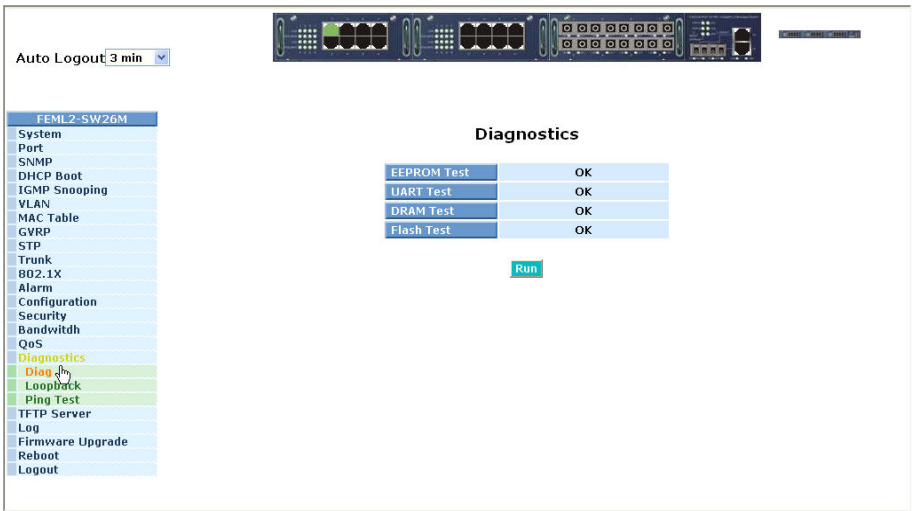 Auto Logout 3 min
FEML2-SW26M
System
Port
SNMP
DHCP Boot
IGMP Snooping
VLAN
MAC Table
GVRP
STP
Trunk
802.1X
Alarm
Configuration
Security
Bandwitdh
QoS
Diagnostics
Diag
Loopback
Ping Test
TFTP Server
Log
Firmware Upgrade
Reboot
Logout
Diagnostics
EEPROM Test OK
UART Test OK
DRAM Test OK
Flash Test OK
Run